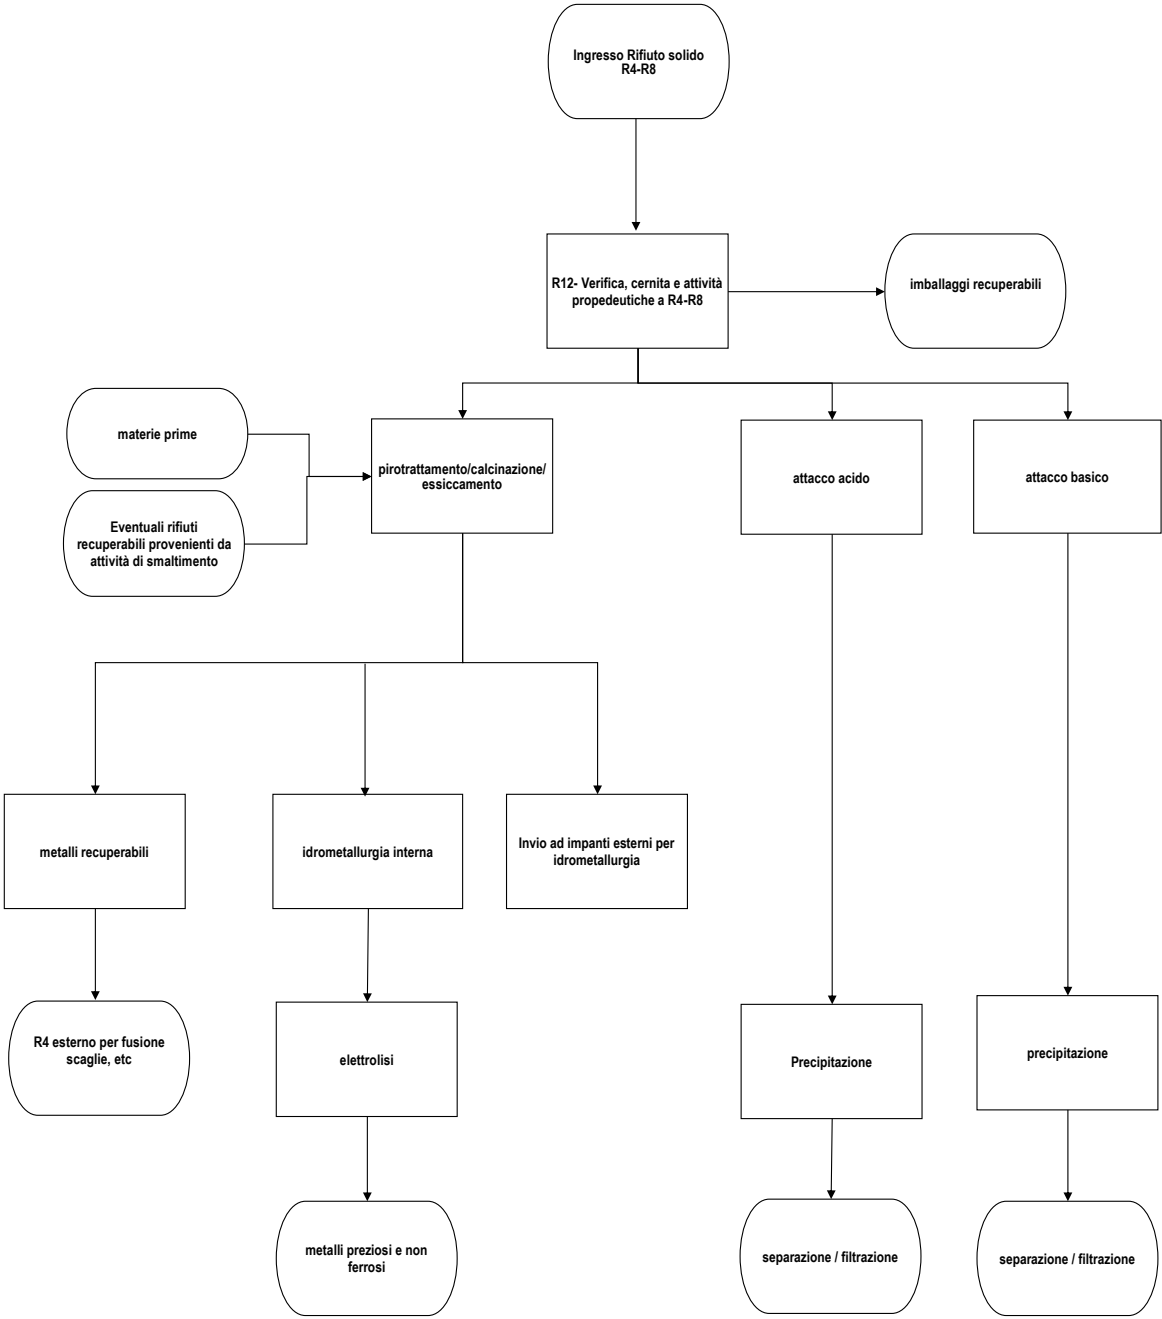 Ingresso Rifiuto solido
R4-R8
R12- Verifica, cernita e attività
propedeutiche a R4-R8
imballaggi recuperabili
materie prime
Eventuali rifiuti
recuperabili provenienti da
attività di smaltimento
pirotrattamento/calcinazione/
essiccamento
attacco acido
attacco basico
metalli recuperabili
idrometallurgia interna
Invio ad impianti esterni per
idrometallurgia
R4 esterno per fusione
scaglie, etc
elettrolisi
Precipitazione
precipitazione
metalli preziosi e non
ferrosi
separazione / filtrazione
separazione / filtrazione